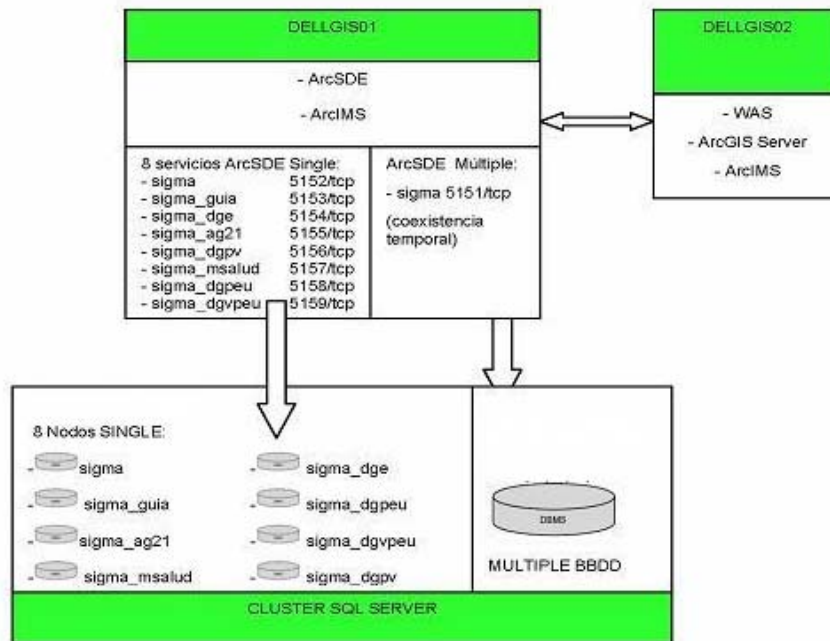 DELLGIS01
- ArcSDE
- ArcIMS
8 servicios ArcSDE Single:
- sigma 5152/tcp
- sigma_guia 5153/tcp
- sigma_dge 5154/tcp
- sigma_ag21 5155/tcp
- sigma_dgpv 5156/tcp
- sigma_msalud 5157/tcp
- sigma_dgpeu 5158/tcp
- sigma_dgvpeu 5159/tcp
ArcSDE Múltiple:
- sigma 5151/tcp
(coexistencia
temporal)
DELLGIS02
- WAS
- ArcGIS Server
- ArcIMS
8 Nodos SINGLE:
- sigma
- sigma_guia
- sigma_ag21
- sigma_msalud
- sigma_dge
- sigma_dgpeu
- sigma_dgvpeu
- sigma_dgpv
DBMS
MULTIPLE BBDD
CLUSTER SQL SERVER